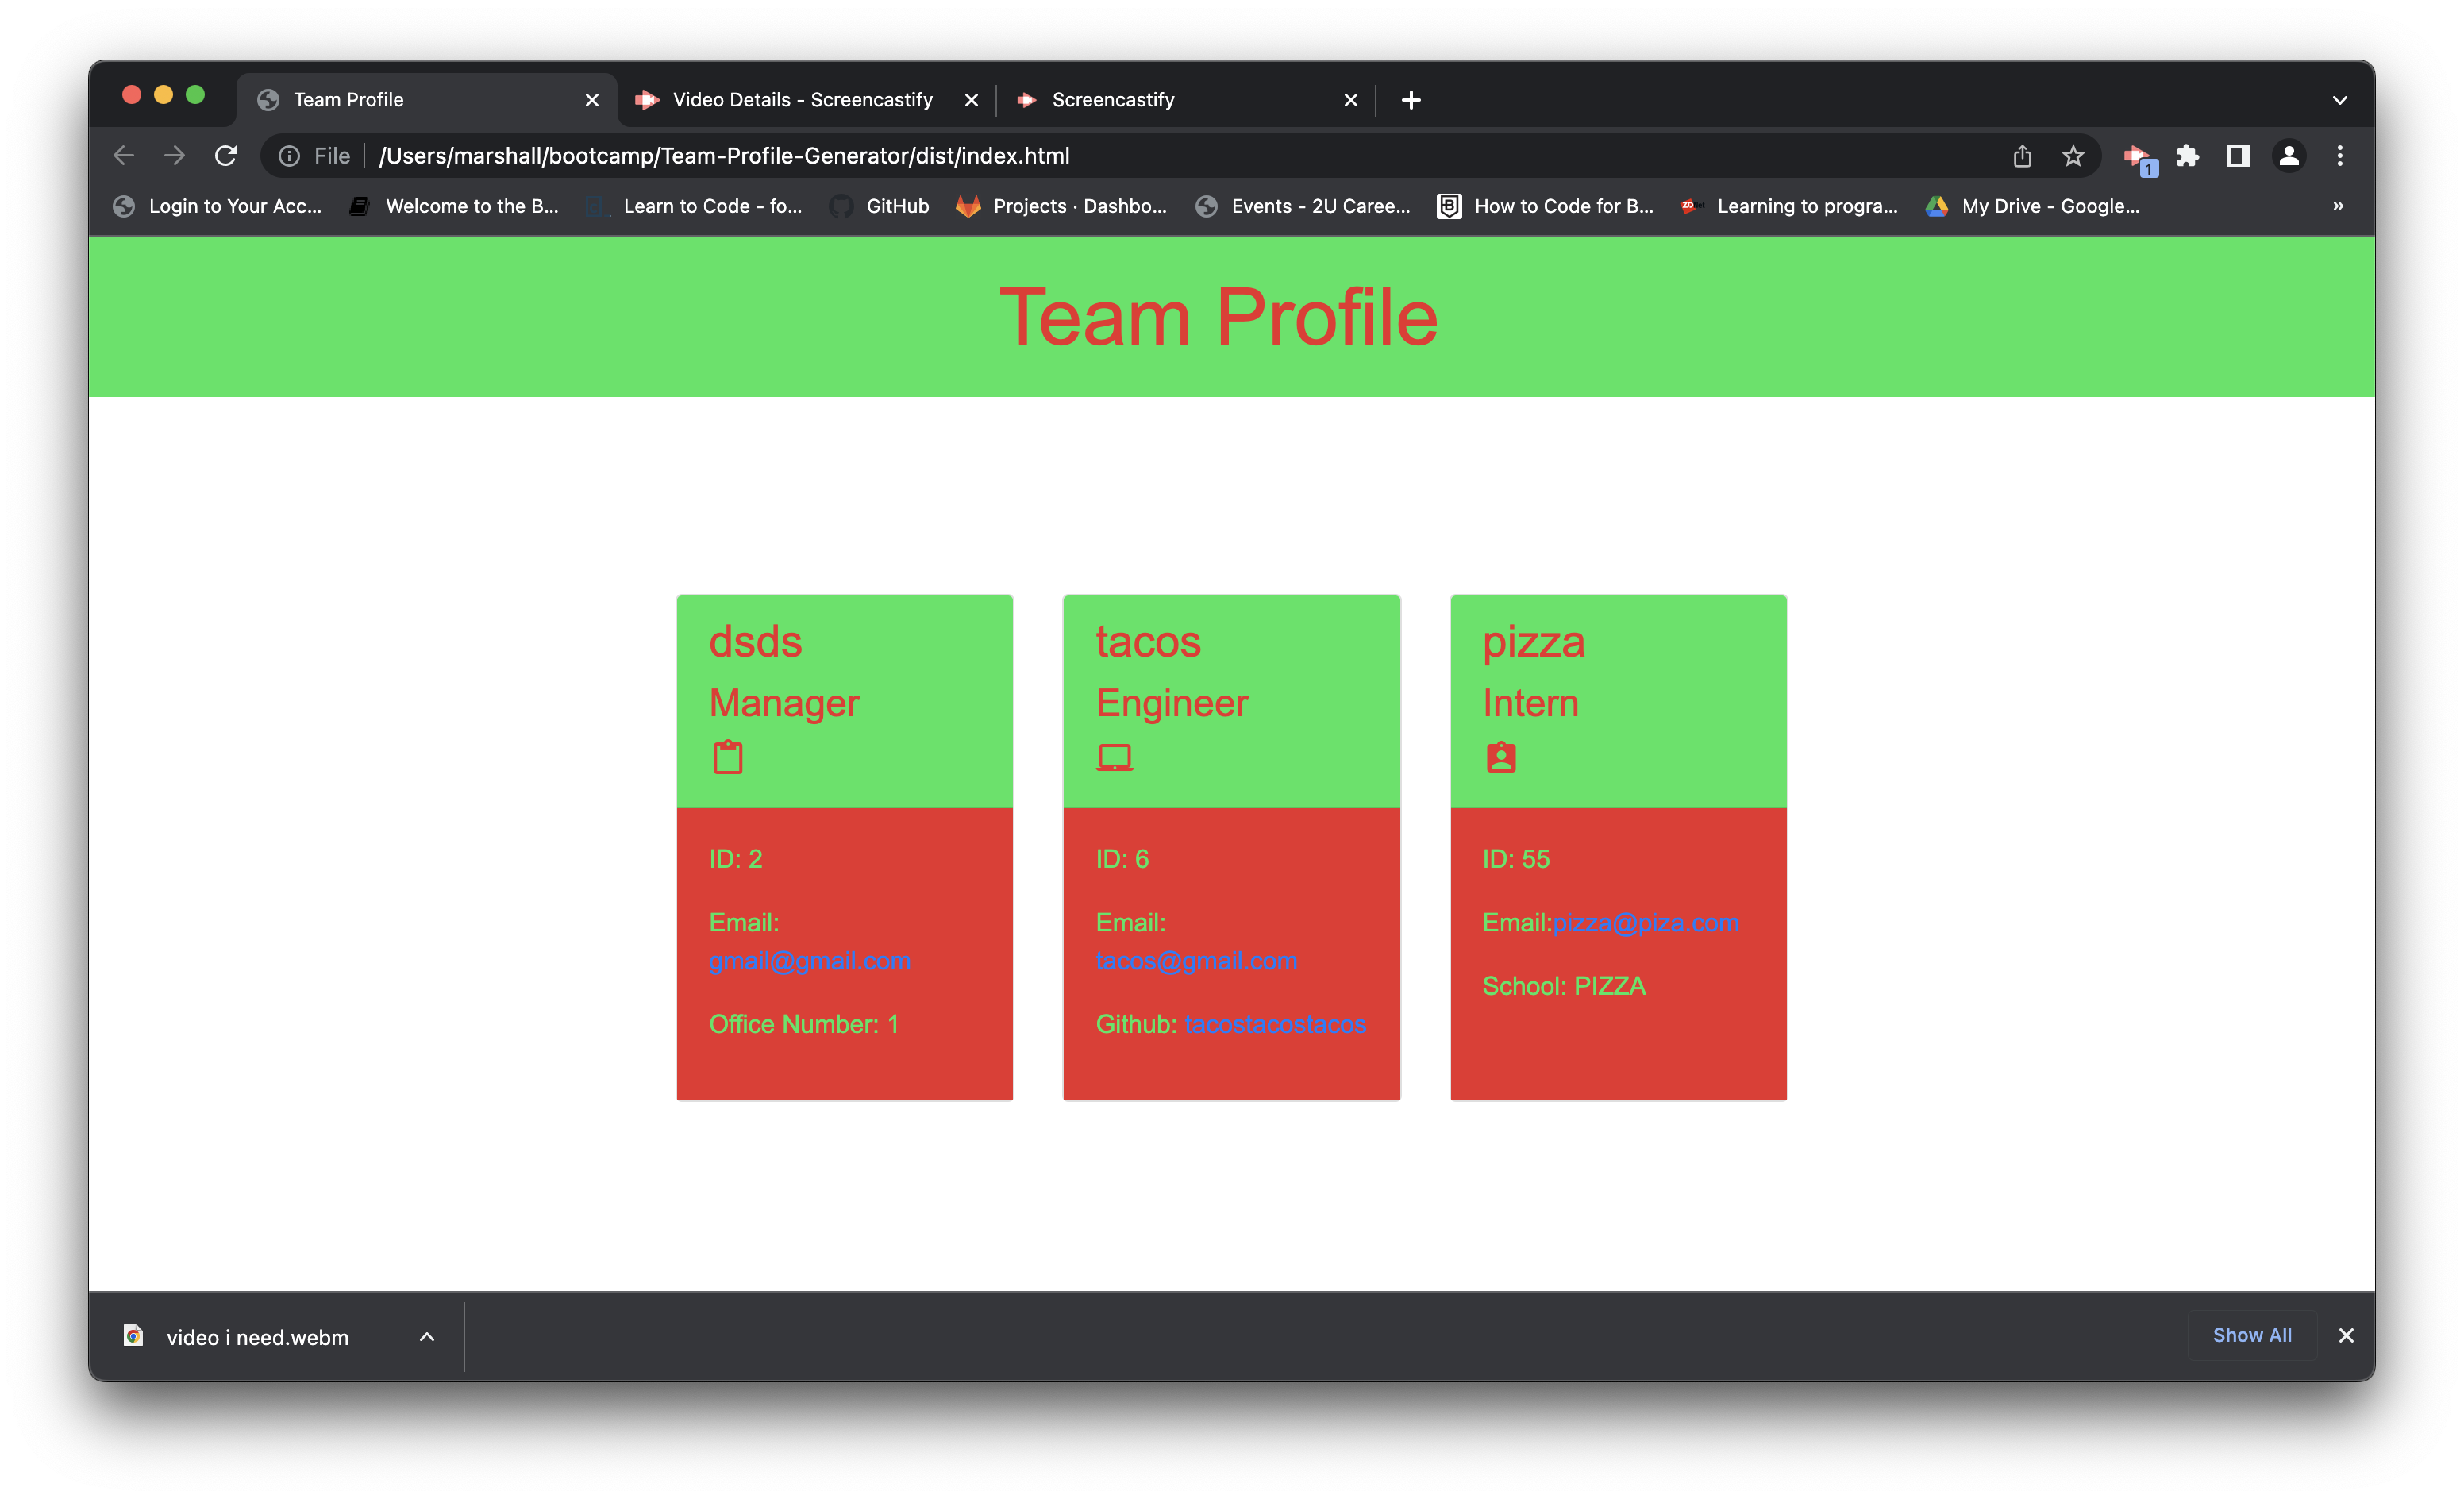 Team Profile
Video Details - Screencastify
Screencastify
File
/Users/marshall/bootcamp/Team-Profile-Generator/dist/index.html
1
Login to Your Acc...
Welcome to the B...
Learn to Code - fo...
GitHub
Projects · Dashbo...
Events - 2U Caree...
How to Code for B...
Learning to progra...
My Drive - Google...
»
Team Profile
dsds
Manager
ID: 2
Email:
gmail@gmail.com
Office Number: 1
tacos
Engineer
ID: 6
Email:
tacos@gmail.com
Github: tacostacostacos
pizza
Intern
ID: 55
Email:pizza@piza.com
School: PIZZA
video i need.webm
Show All